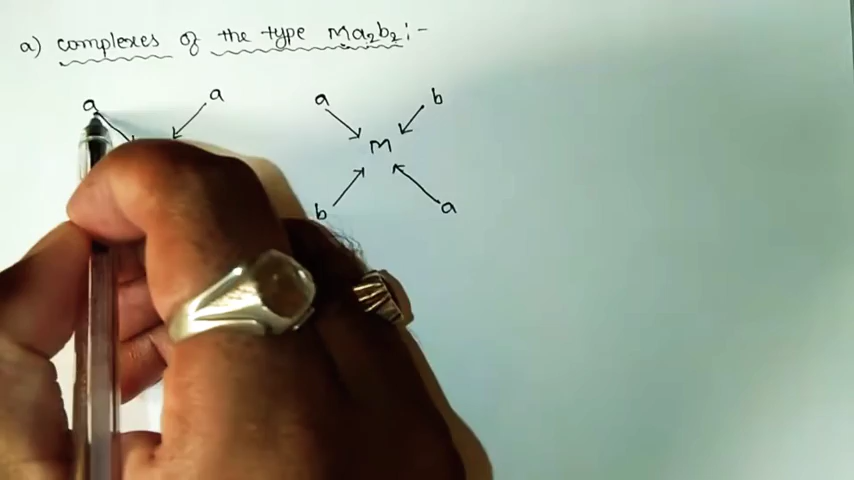 a) complexes of the type Ma₂b₂ :-
a a a b
M
b a